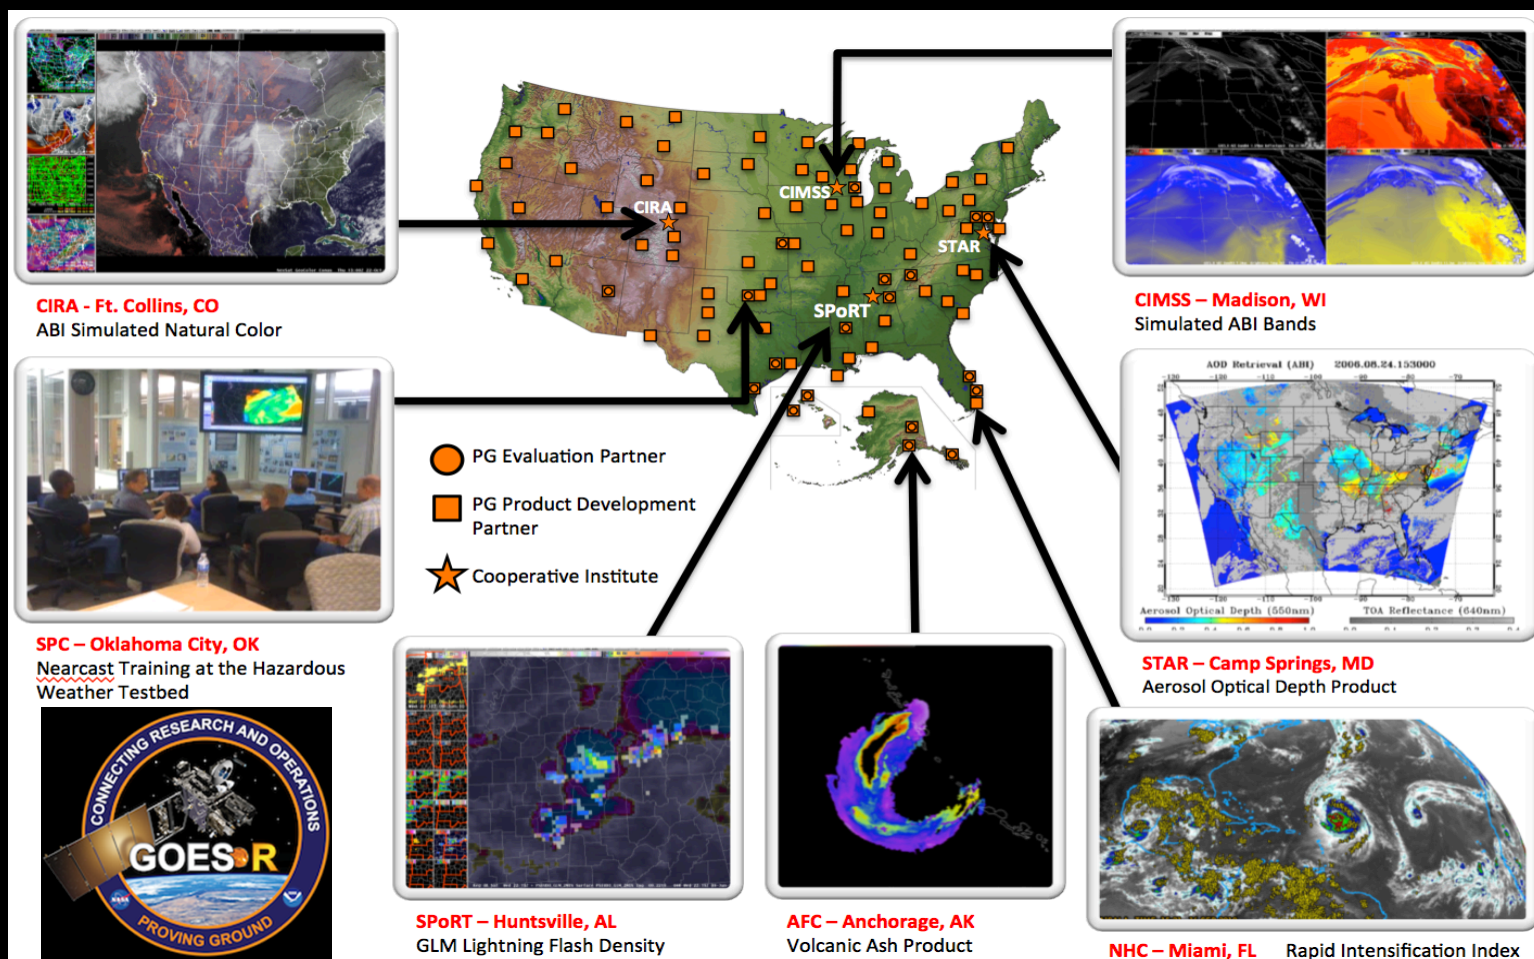 CIRA - Ft. Collins, CO
ABI Simulated Natural Color
CIMSS – Madison, WI
Simulated ABI Bands
CIRA
CIMSS
STAR
SPoRT
PG Evaluation Partner
PG Product Development
Partner
Cooperative Institute
SPC – Oklahoma City, OK
Nearcast Training at the Hazardous
Weather Testbed
AOD Retrieval (ABI) 2006.08.24.153000
Aerosol Optical Depth (550nm) TOA Reflectance (640nm)
STAR – Camp Springs, MD
Aerosol Optical Depth Product
CONNECTING RESEARCH AND OPERATIONS
GOES R
NASA
PROVING GROUND
SPoRT – Huntsville, AL
GLM Lightning Flash Density
AFC – Anchorage, AK
Volcanic Ash Product
NHC – Miami, FL Rapid Intensification Index